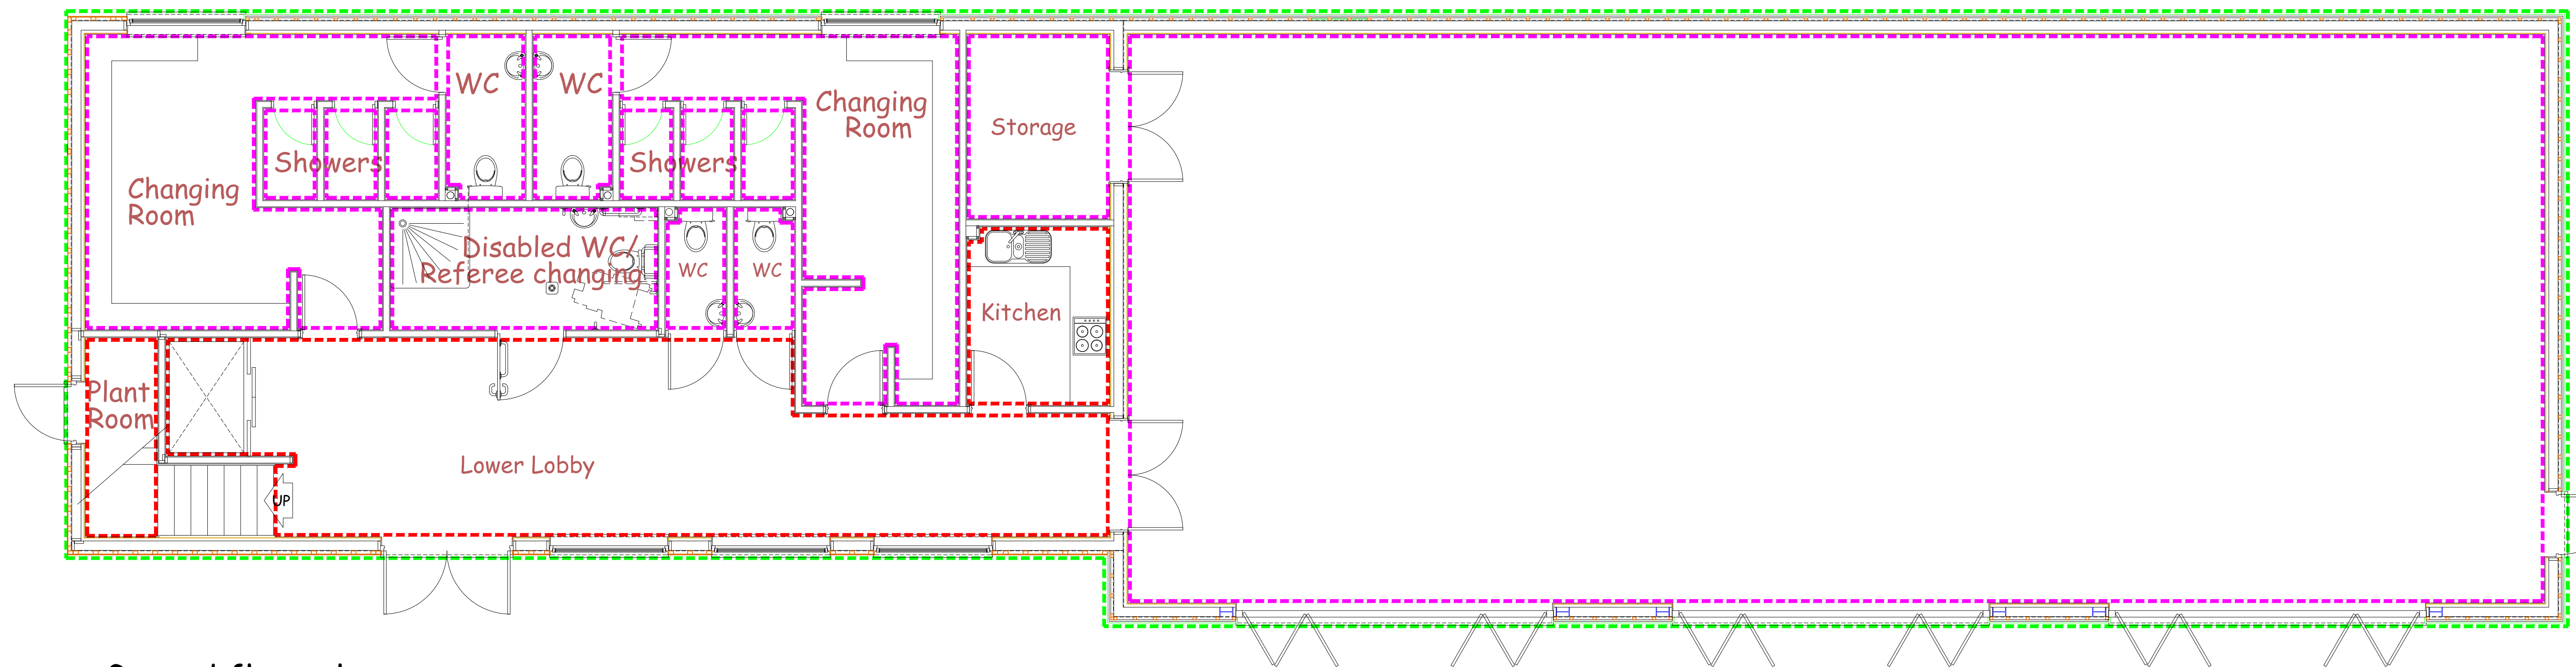 WC
WC
Changing
Room
Storage
Showers
Showers
Changing
Room
Disabled WC/
Referee changing
WC
WC
Kitchen
Plant
Room
Lower Lobby
UP